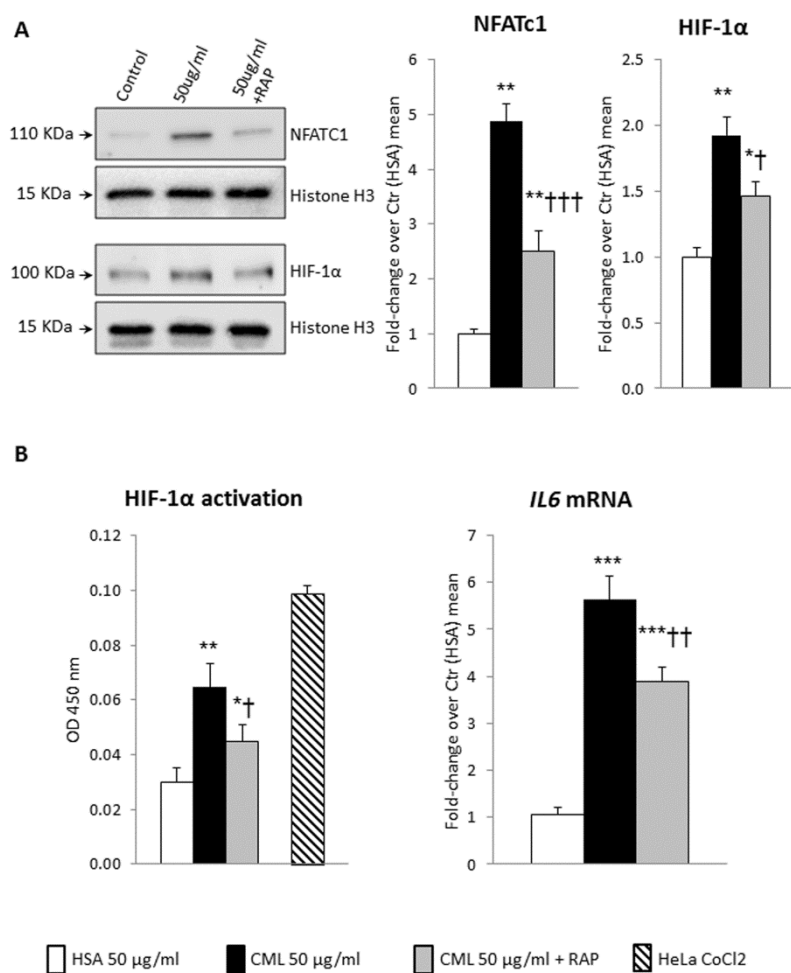 A
Control
50ug/ml
50ug/ml
+RAP
110 KDa
NFATC1
15 KDa
Histone H3
100 KDa
HIF-1α
15 KDa
Histone H3
NFATc1
Fold-change over Ctr (HSA) mean
6
5
4
3
2
1
0
**
**†††
HIF-1α
Fold-change over Ctr (HSA) mean
2.5
2.0
1.5
1.0
0.5
0.0
**
*†
B
HIF-1α activation
OD 450 nm
0.12
0.10
0.08
0.06
0.04
0.02
0.00
**
*†
IL6 mRNA
Fold-change over Ctr (HSA) mean
7
6
5
4
3
2
1
0
***
***††
HSA 50 µg/ml
CML 50 µg/ml
CML 50 µg/ml + RAP
HeLa CoCl2